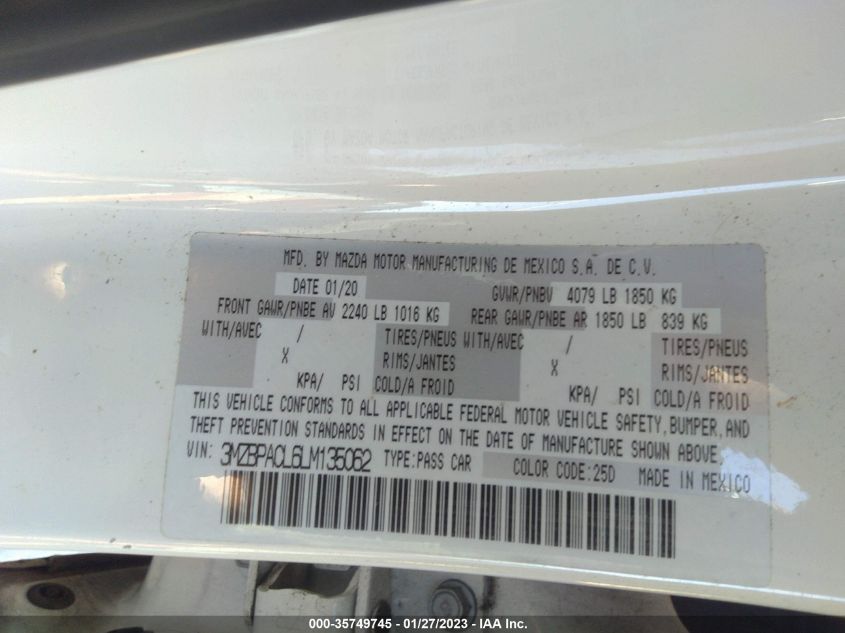 MFD. BY MAZDA MOTOR MANUFACTURING DE MEXICO S.A. DE C.V.
DATE 01/20 GVWR/PNBV 4079 LB 1850 KG
FRONT GAWR/PNBE AV 2240 LB 1016 KG REAR GAWR/PNBE AR 1850 LB 839 KG
WITH/AVEC / TIRES/PNEUS WITH/AVEC / TIRES/PNEUS
X RIMS/JANTES X RIMS/JANTES
KPA/ PSI COLD/A FROID KPA/ PSI COLD/A FROID
THIS VEHICLE CONFORMS TO ALL APPLICABLE FEDERAL MOTOR VEHICLE SAFETY, BUMPER, AND
THEFT PREVENTION STANDARDS IN EFFECT ON THE DATE OF MANUFACTURE SHOWN ABOVE.
VIN: 3MZBPACL6LM135062 TYPE:PASS CAR COLOR CODE:25D MADE IN MEXICO
000-35749745 - 01/27/2023 - © IAA Inc.